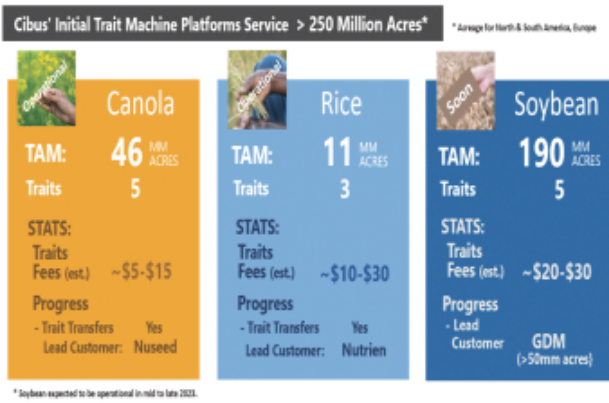 Cibus' Initial Trait Machine Platforms Service > 250 Million Acres*
* Acreage for North & South America, Europe
Operational
Canola
TAM: 46 MM ACRES
Traits 5
STATS:
Traits
Fees (est.) ~$5-$15
Progress
- Trait Transfers Yes
Lead Customer: Nuseed
Operational
Rice
TAM: 11 MM ACRES
Traits 3
STATS:
Traits
Fees (est.) ~$10-$30
Progress
- Trait Transfers Yes
Lead Customer: Nutrien
Soon
Soybean
TAM: 190 MM ACRES
Traits 5
STATS:
Traits
Fees (est.) ~$20-$30
Progress
- Lead
Customer GDM
(>50mm acres)
* Soybean expected to be operational in mid to late 2023.